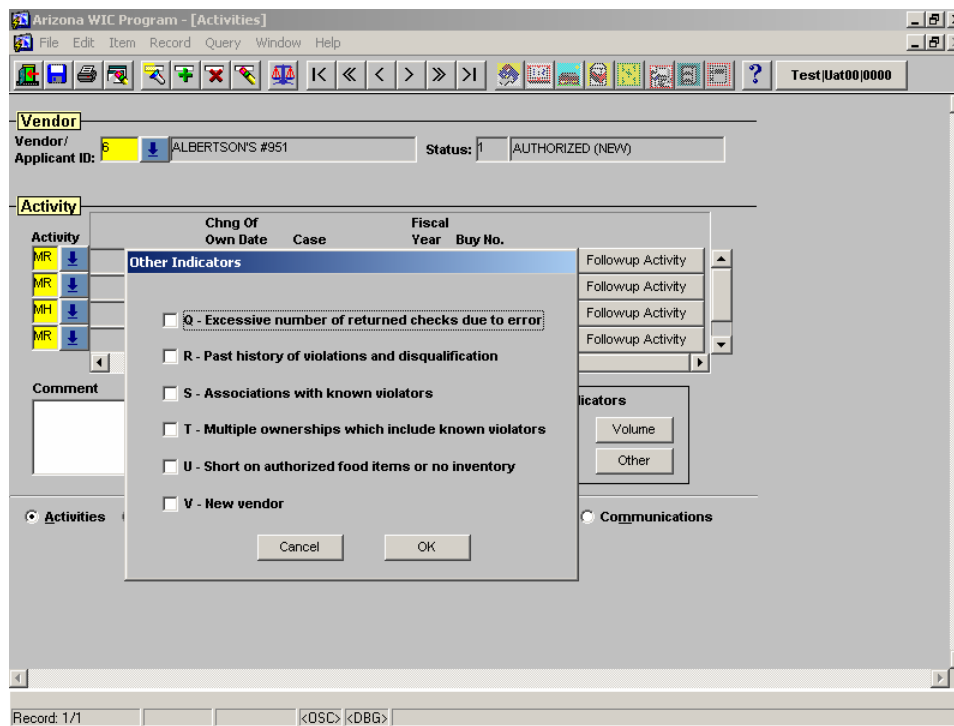 Arizona WIC Program - [Activities]
File Edit Item Record Query Window Help
Test|Uat00|0000
Vendor
Vendor/
Applicant ID: 6 ALBERTSON'S #951 Status: 1 AUTHORIZED (NEW)
Activity
Chng Of Fiscal
Activity Own Date Case Year Buy No.
MR Followup Activity
MR Followup Activity
MH Followup Activity
MR Followup Activity
Other Indicators
Q - Excessive number of returned checks due to error
R - Past history of violations and disqualification
S - Associations with known violators
T - Multiple ownerships which include known violators
U - Short on authorized food items or no inventory
V - New vendor
Cancel OK
Comment
dicators
Volume
Other
Activities Communications
Record: 1/1 <OSC> <DBG>